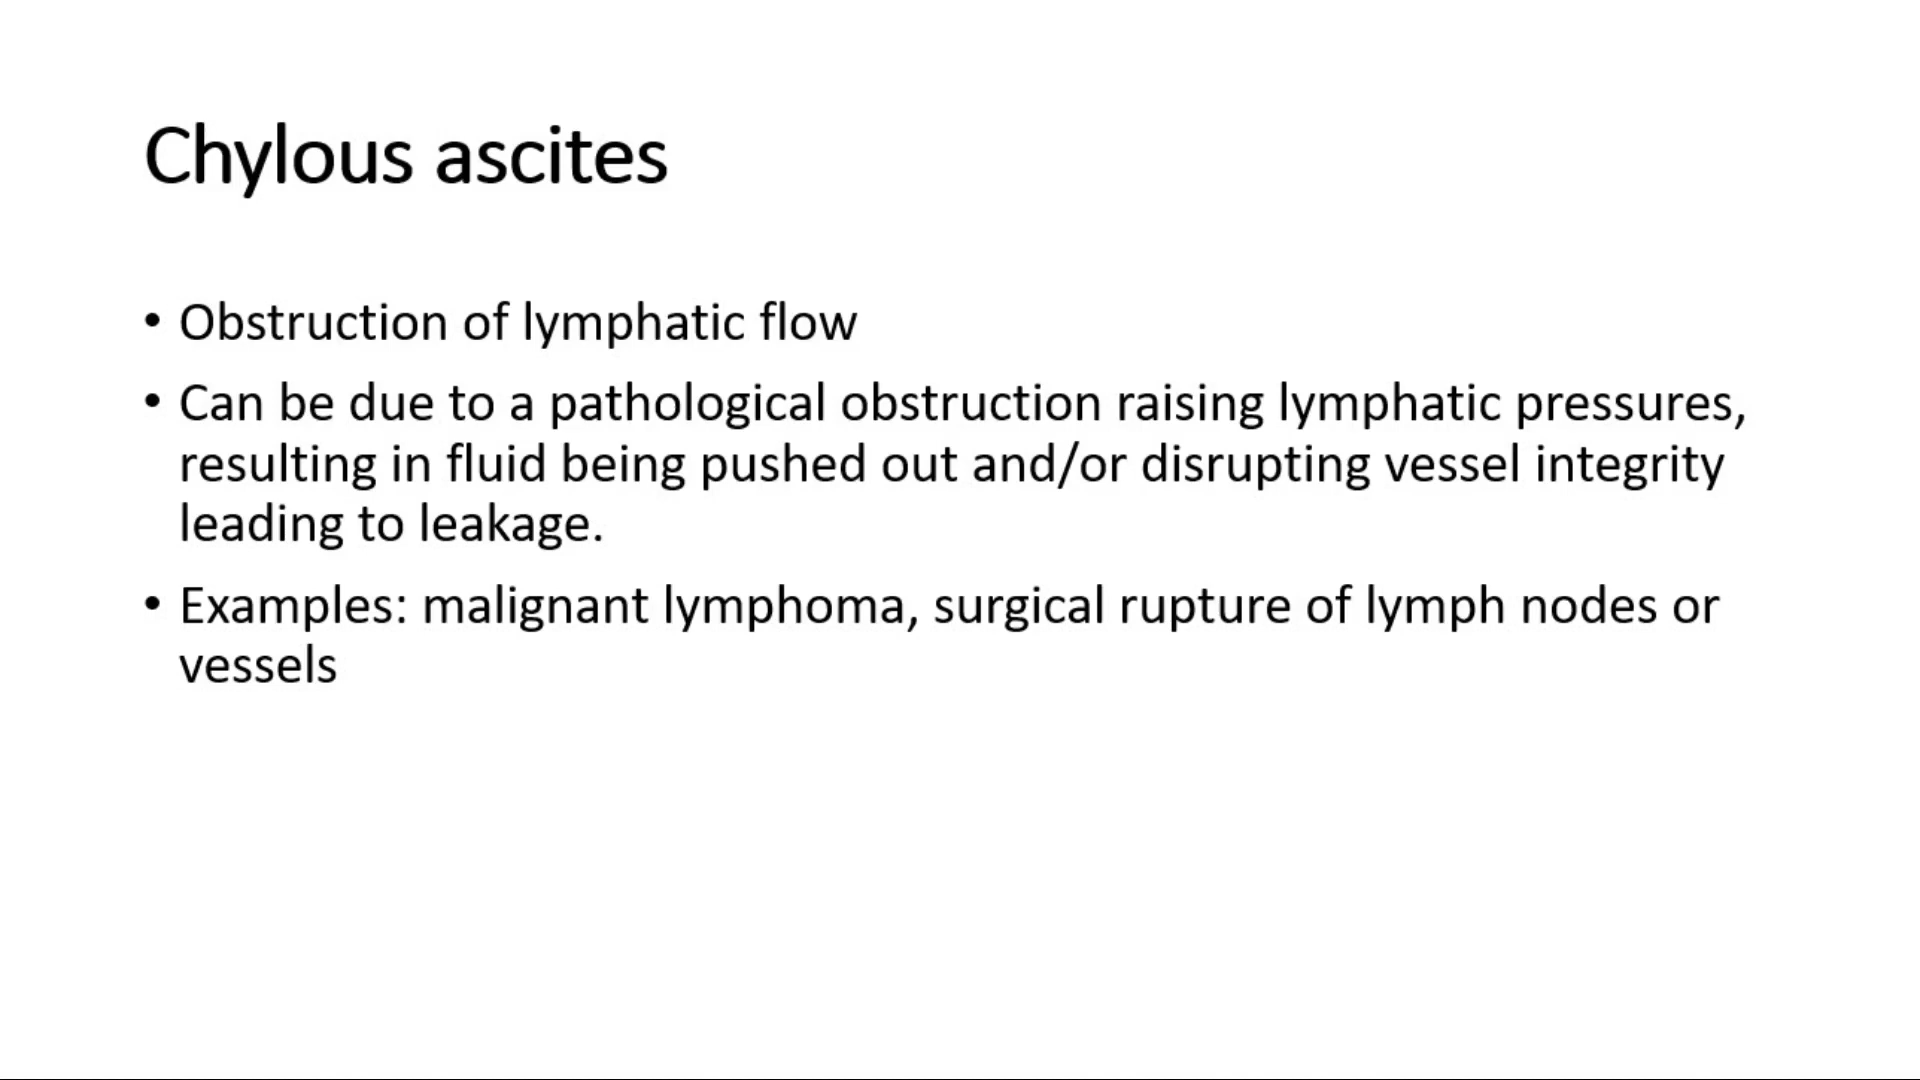 Chylous ascites
• Obstruction of lymphatic flow
• Can be due to a pathological obstruction raising lymphatic pressures,
resulting in fluid being pushed out and/or disrupting vessel integrity
leading to leakage.
• Examples: malignant lymphoma, surgical rupture of lymph nodes or
vessels